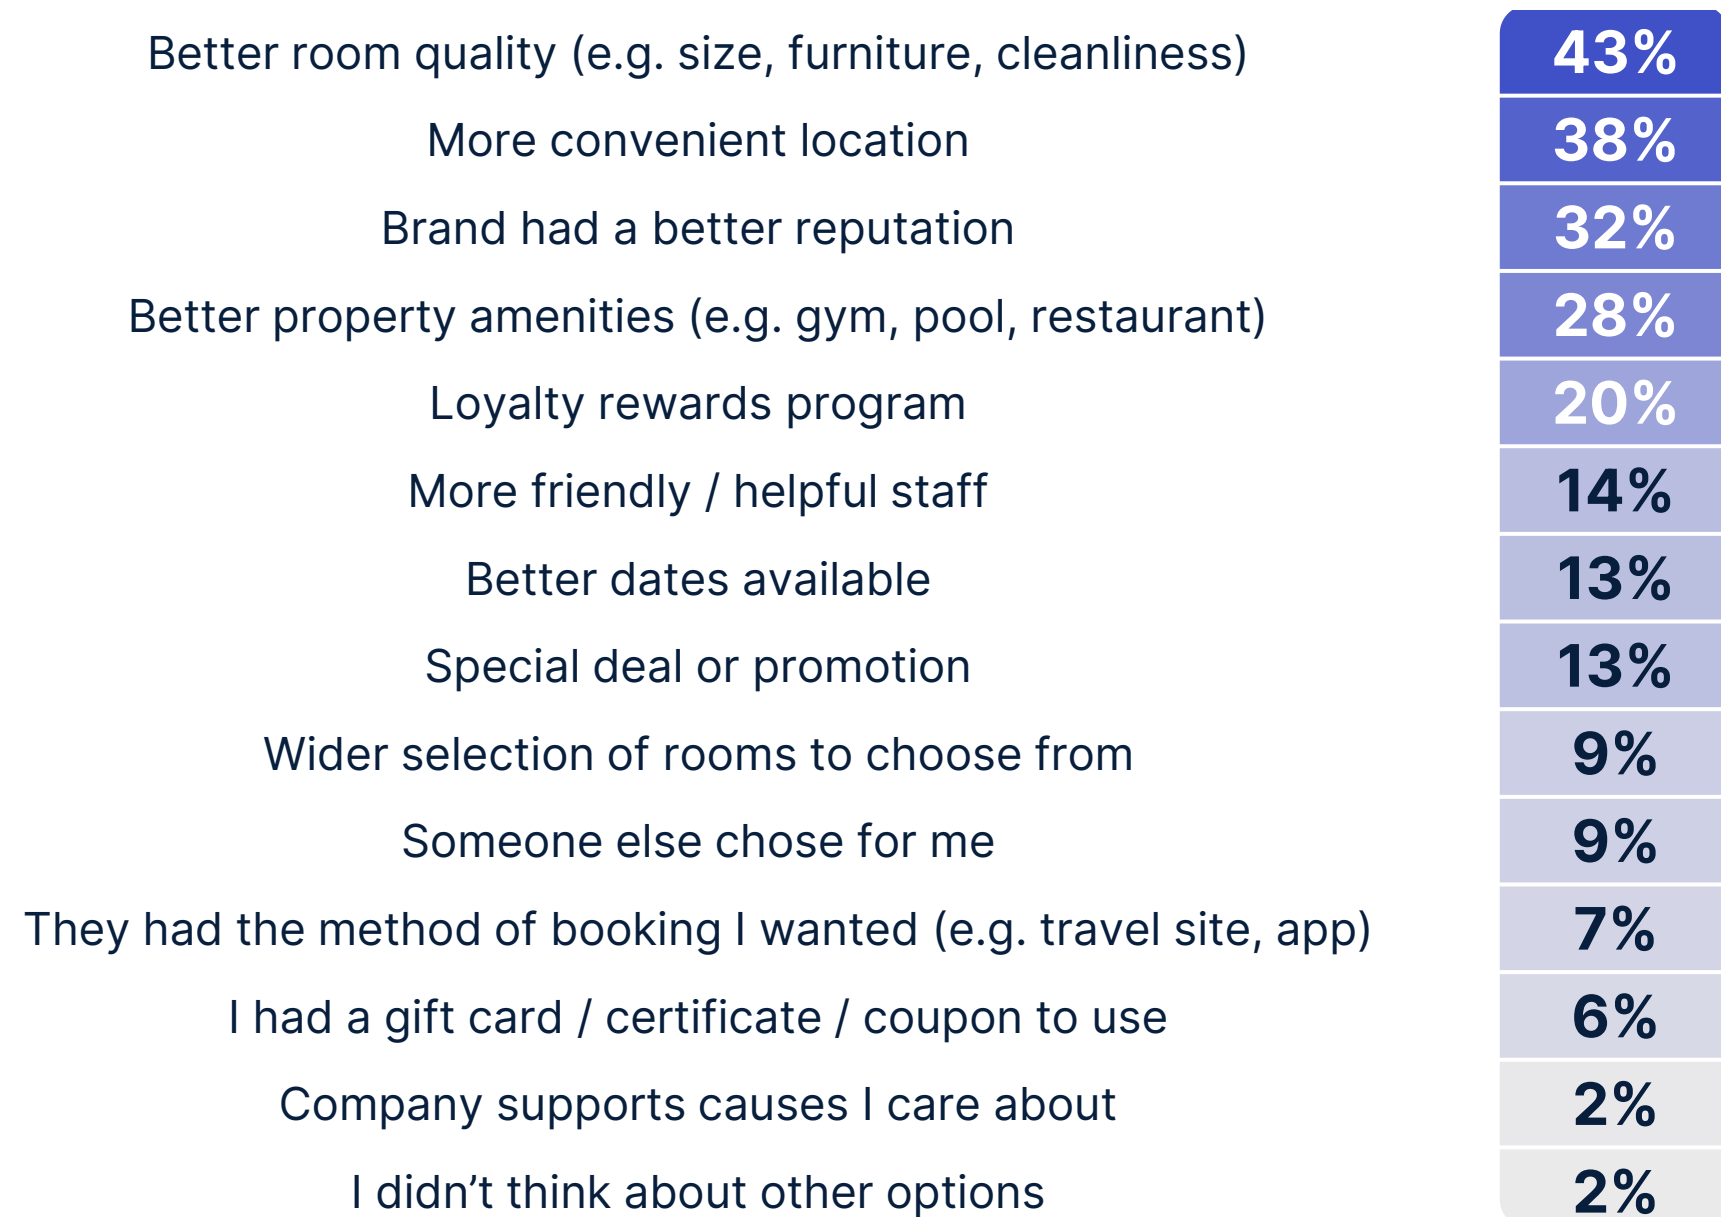 Better room quality (e.g. size, furniture, cleanliness) 43%
More convenient location 38%
Brand had a better reputation 32%
Better property amenities (e.g. gym, pool, restaurant) 28%
Loyalty rewards program 20%
More friendly / helpful staff 14%
Better dates available 13%
Special deal or promotion 13%
Wider selection of rooms to choose from 9%
Someone else chose for me 9%
They had the method of booking I wanted (e.g. travel site, app) 7%
I had a gift card / certificate / coupon to use 6%
Company supports causes I care about 2%
I didn’t think about other options 2%